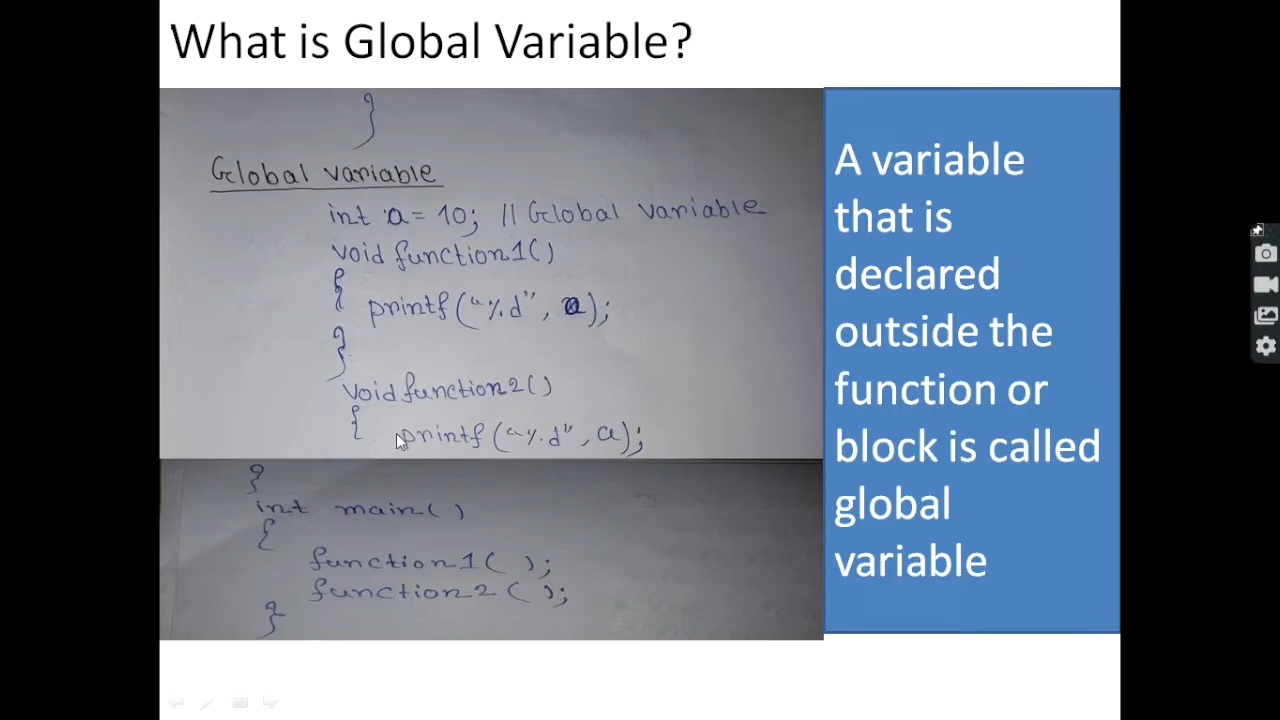 What is Global Variable?
}
Global variable
int a = 10; // Global variable
void function1()
{
printf("%d", a);
}
void function2()
{
printf("%d", a);
}
int main()
{
function1( );
function2( );
}
A variable
that is
declared
outside the
function or
block is called
global
variable